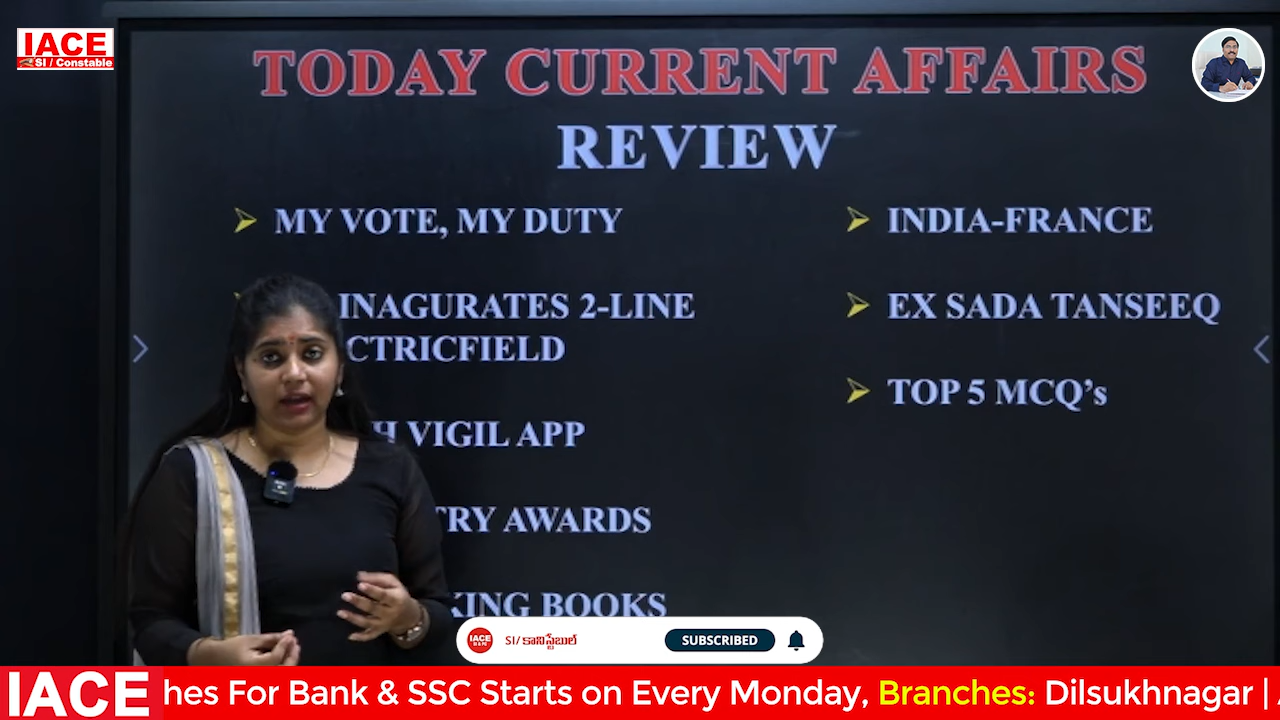 IACE
SI / Constable
TODAY CURRENT AFFAIRS
REVIEW
MY VOTE, MY DUTY
INAGURATES 2-LINE
CTRICFIELD
H VIGIL APP
TRY AWARDS
KING BOOKS
INDIA-FRANCE
EX SADA TANSEEQ
TOP 5 MCQ's
IACE
SI/ కానిస్టేబుల్
SUBSCRIBED
IACE hes For Bank & SSC Starts on Every Monday, Branches: Dilsukhnagar |